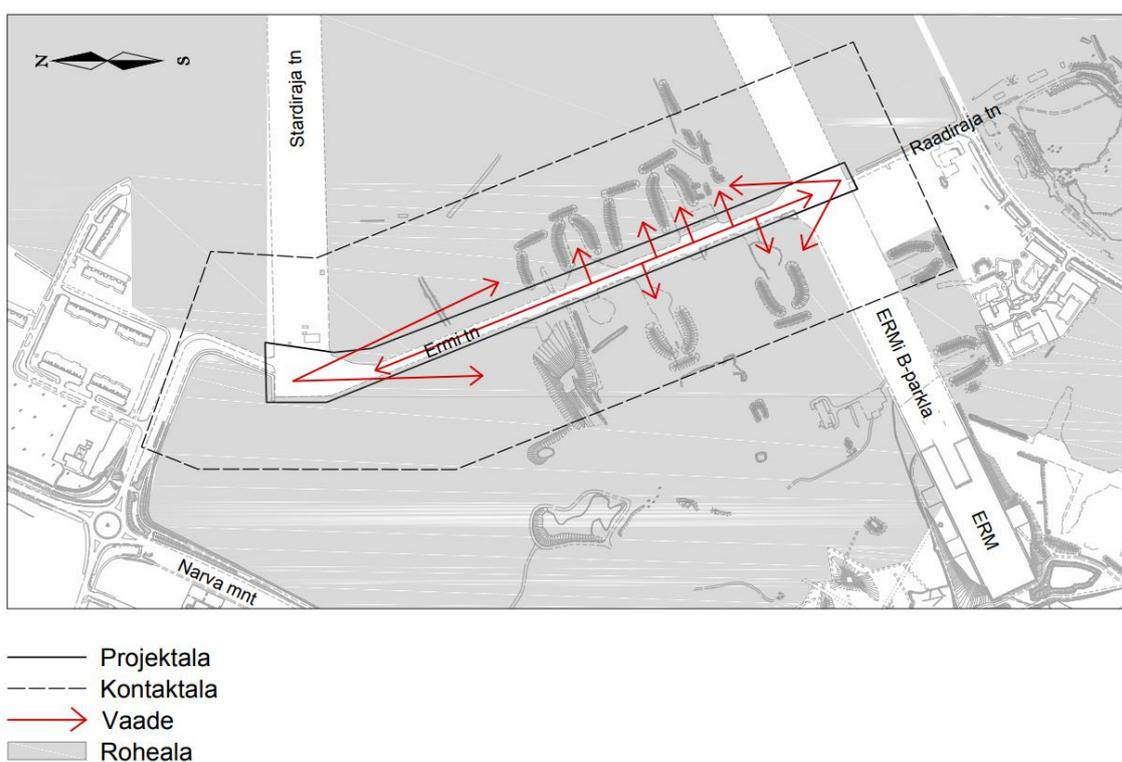 N
S
Stardiraja tn
Raadiraja tn
Ermi tn
ERMi B-parkla
ERM
Narva mnt
Projektala
Kontaktala
Vaade
Roheala